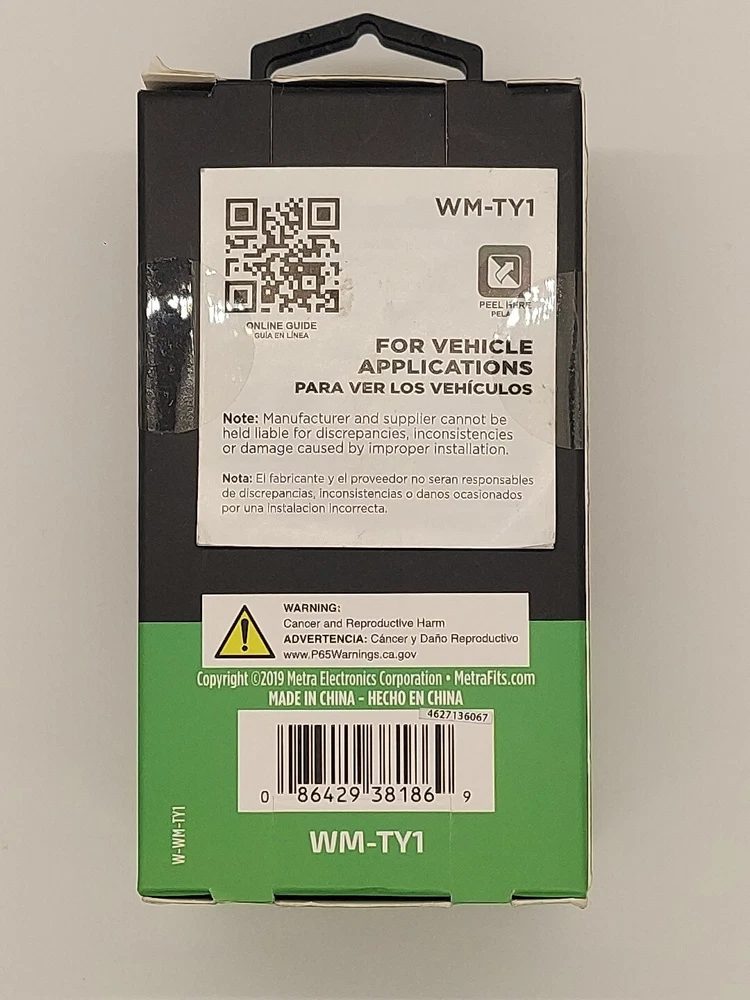 WM-TY1
PEEL HERE
ONLINE GUIDE
GUÍA EN LÍNEA
FOR VEHICLE
APPLICATIONS
PARA VER LOS VEHÍCULOS
Note: Manufacturer and supplier cannot be
held liable for discrepancies, inconsistencies
or damage caused by improper installation.
Nota: El fabricante y el proveedor no seran responsables
de discrepancias, inconsistencias o danos ocasionados
por una instalacion incorrecta.
WARNING:
Cancer and Reproductive Harm
ADVERTENCIA: Cáncer y Daño Reproductivo
www.P65Warnings.ca.gov
Copyright ©2019 Metra Electronics Corporation • MetraFits.com
MADE IN CHINA - HECHO EN CHINA
4627136067
0 86429 38186 9
WM-TY1
W-WM-TY1